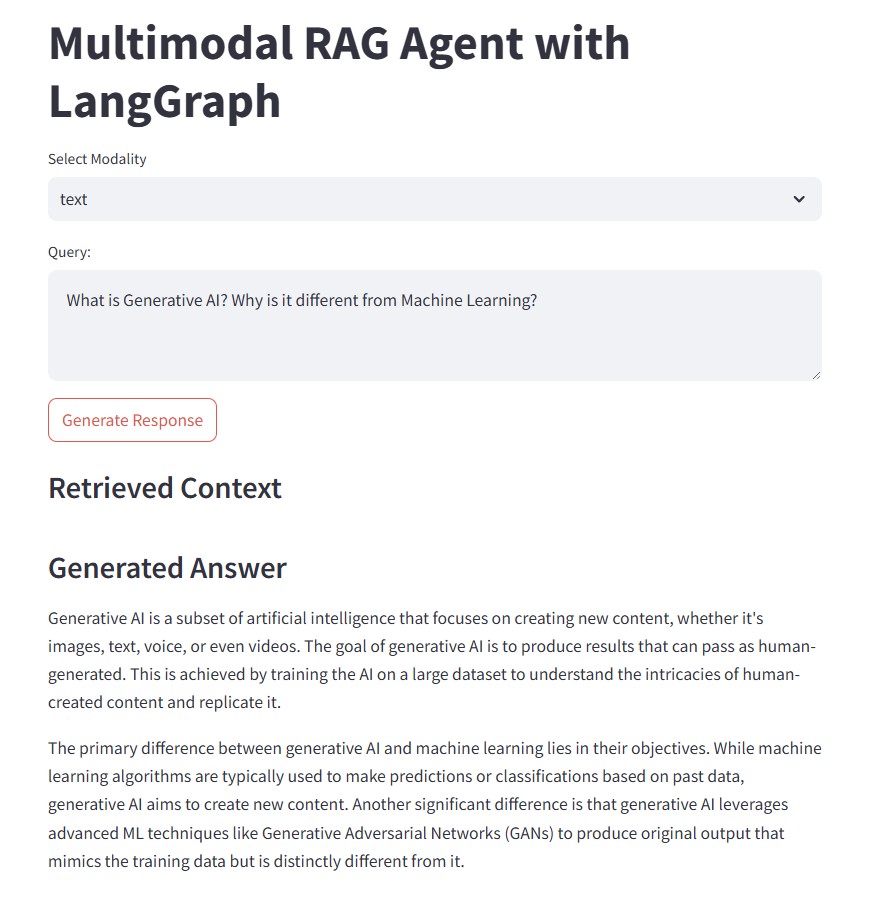 Multimodal RAG Agent with
LangGraph
Select Modality
text
Query:
What is Generative AI? Why is it different from Machine Learning?
Generate Response
Retrieved Context
Generated Answer
Generative AI is a subset of artificial intelligence that focuses on creating new content, whether it's
images, text, voice, or even videos. The goal of generative AI is to produce results that can pass as human-
generated. This is achieved by training the AI on a large dataset to understand the intricacies of human-
created content and replicate it.
The primary difference between generative AI and machine learning lies in their objectives. While machine
learning algorithms are typically used to make predictions or classifications based on past data,
generative AI aims to create new content. Another significant difference is that generative AI leverages
advanced ML techniques like Generative Adversarial Networks (GANs) to produce original output that
mimics the training data but is distinctly different from it.